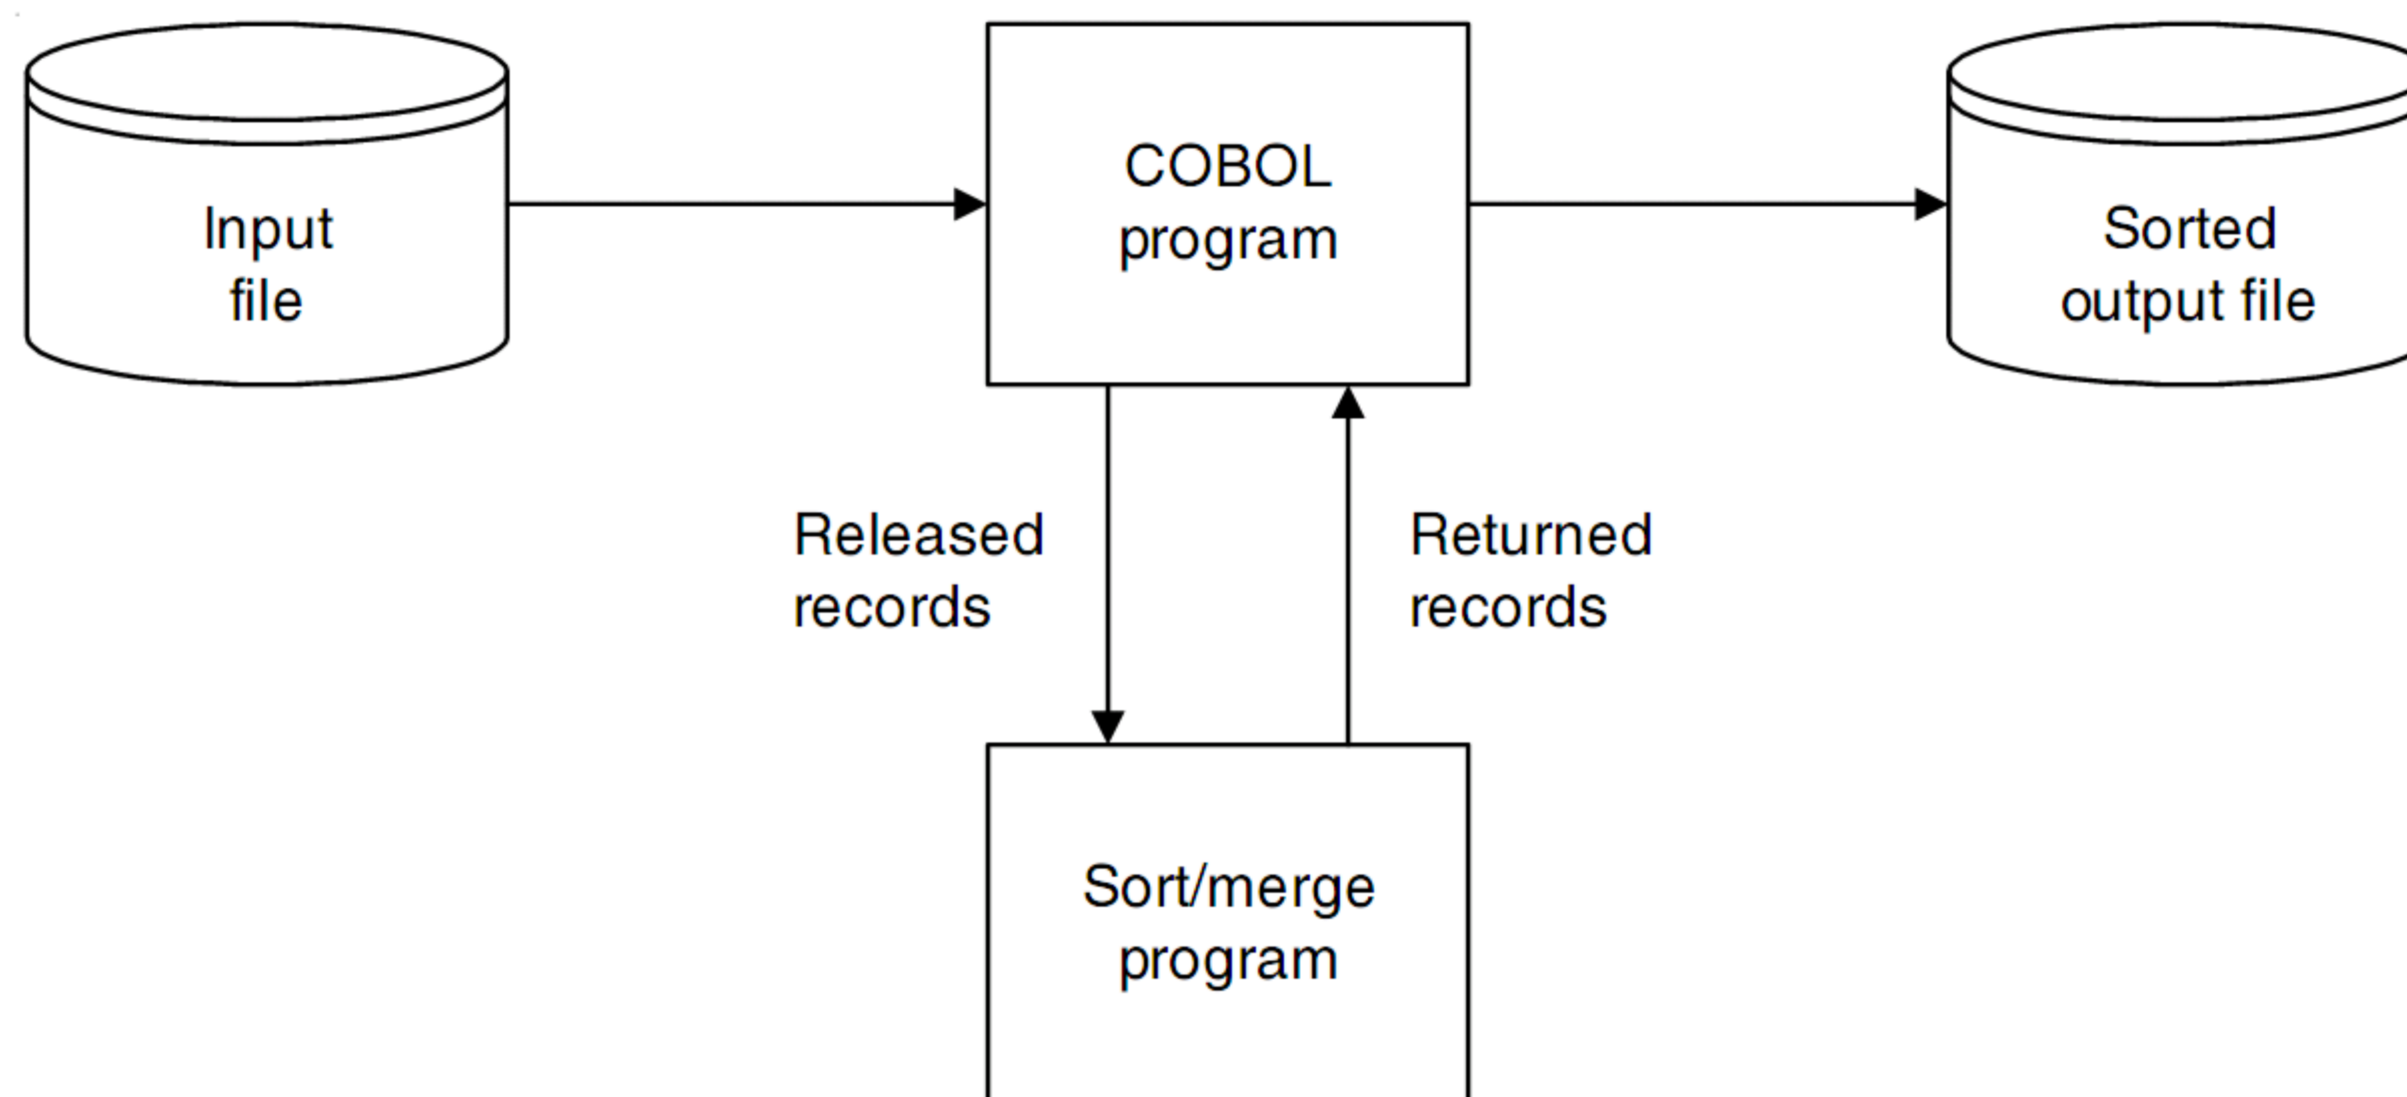 Input
file
COBOL
program
Sorted
output file
Released
records
Returned
records
Sort/merge
program